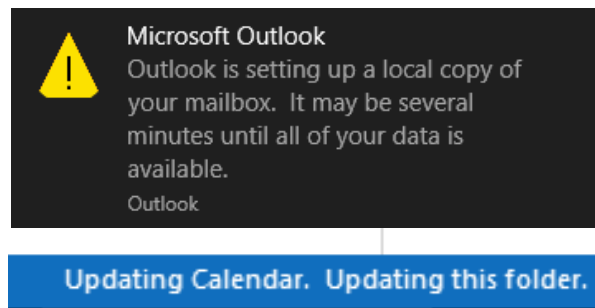 Microsoft Outlook
Outlook is setting up a local copy of
your mailbox.  It may be several
minutes until all of your data is
available.
Outlook
Updating Calendar.  Updating this folder.